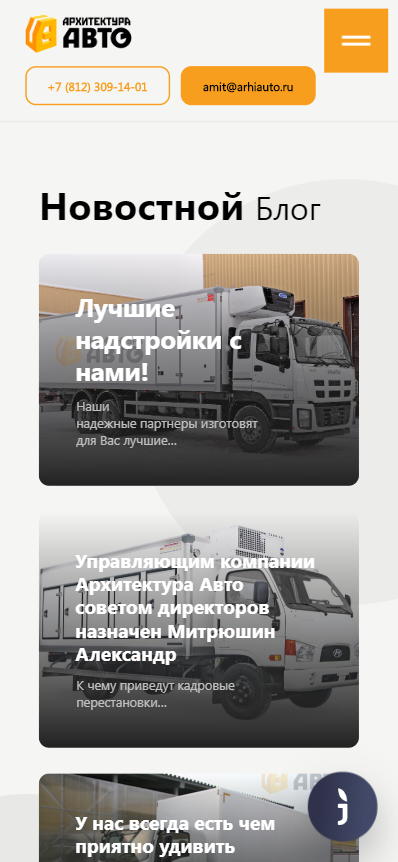 АРХИТЕКТУРА
АВТО
+7 (812) 309-14-01
amit@arhiauto.ru
Новостной Блог
Лучшие
надстройки с
нами!
Наши
надежные партнеры изготовят
для Вас лучшие...
Управляющим компании
Архитектура Авто
советом директоров
назначен Митрюшин
Александр
К чему приведут кадровые
перестановки...
У нас всегда есть чем
приятно удивить